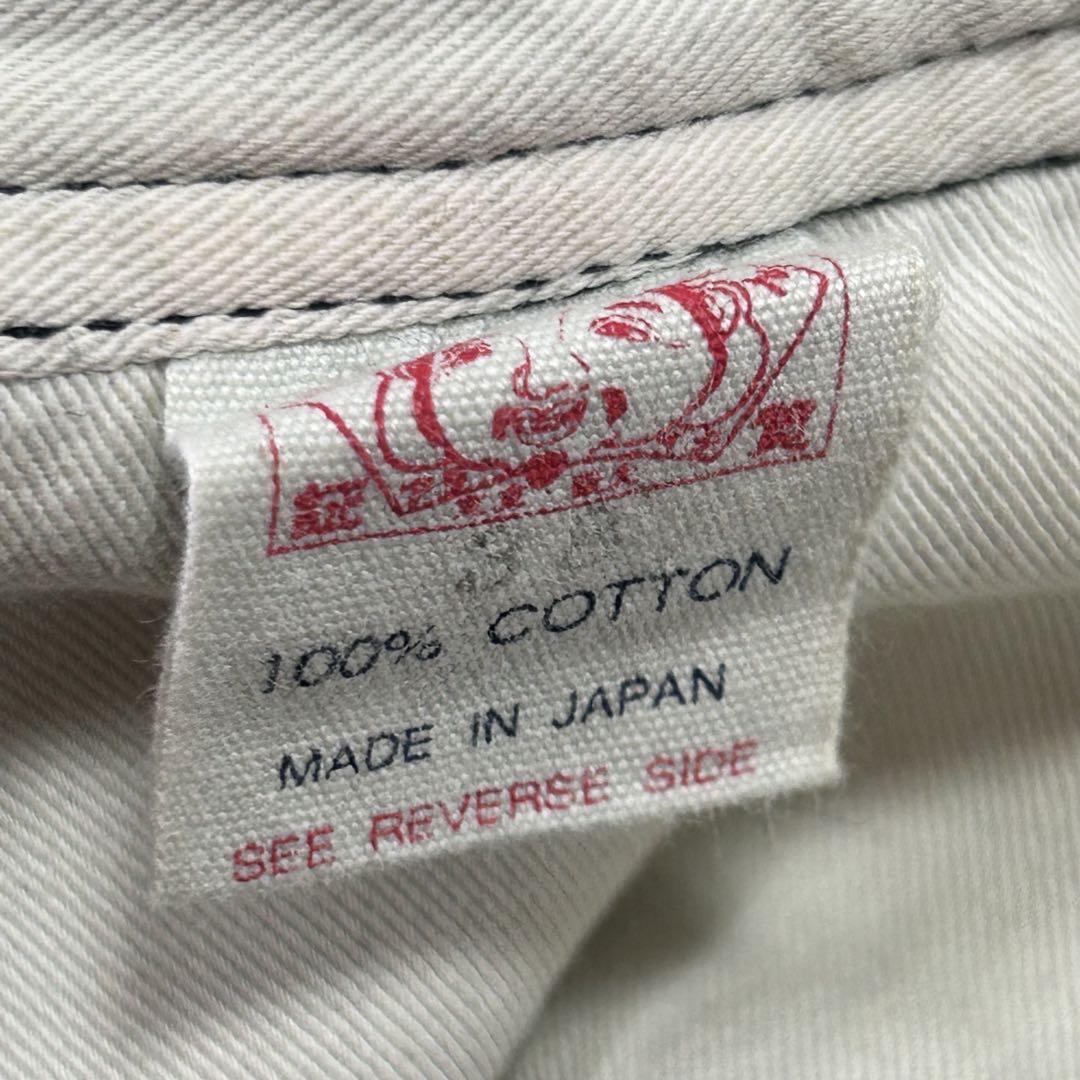 100% COTTON
MADE IN JAPAN
SEE REVERSE SIDE